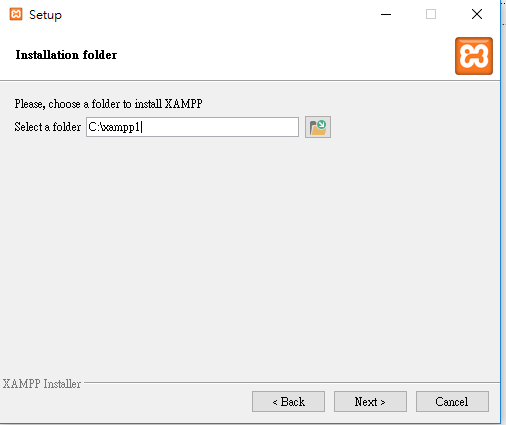 Setup
Installation folder
Please, choose a folder to install XAMPP
Select a folder C:\xampp1
XAMPP Installer
< Back Next > Cancel